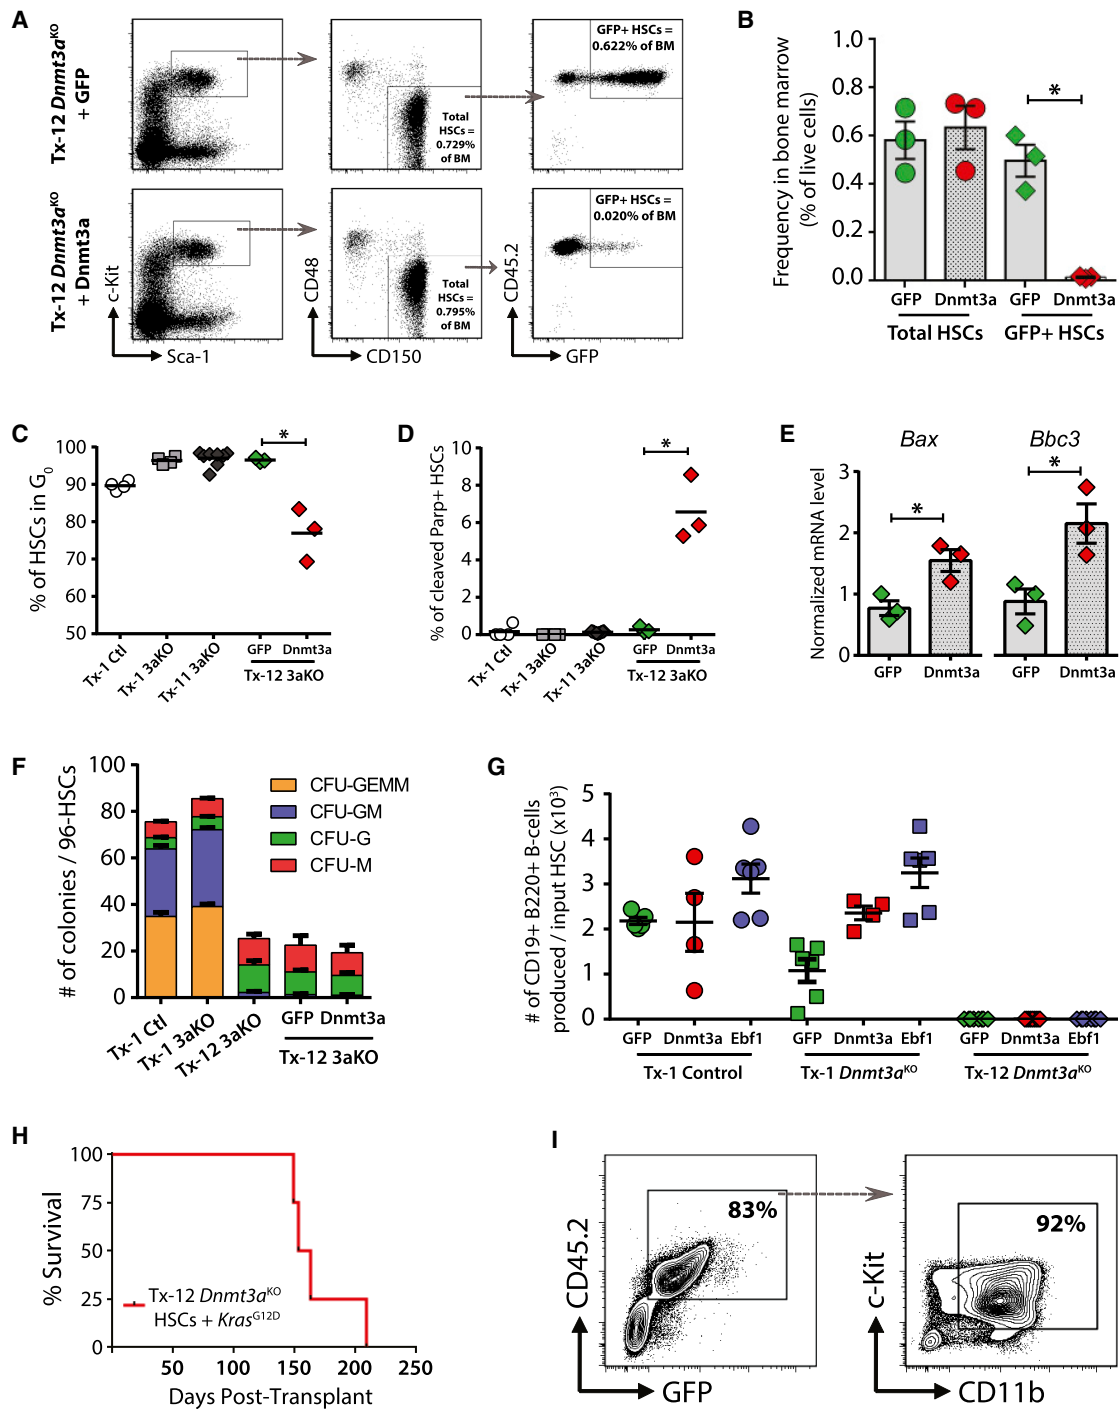 A
Tx-12 Dnmt3aKO
+ GFP
Total
HSCs =
0.729%
of BM
GFP+ HSCs =
0.622% of BM
Tx-12 Dnmt3aKO
+ Dnmt3a
c-Kit
Sca-1
CD48
CD150
Total
HSCs =
0.795%
of BM
CD45.2
GFP
GFP+ HSCs =
0.020% of BM
B
Frequency in bone marrow
(% of live cells)
1.0
0.8
0.6
0.4
0.2
0.0
*
GFP Dnmt3a GFP Dnmt3a
Total HSCs GFP+ HSCs
C
% of HSCs in G0
100
90
80
70
60
50
*
Tx-1 Ctl
Tx-1 3aKO
Tx-11 3aKO
GFP Dnmt3a
Tx-12 3aKO
D
% of cleaved Parp+ HSCs
10
8
6
4
2
0
*
Tx-1 Ctl
Tx-1 3aKO
Tx-11 3aKO
GFP Dnmt3a
Tx-12 3aKO
E
Bax Bbc3
Normalized mRNA level
3
2
1
0
*
*
GFP Dnmt3a GFP Dnmt3a
F
# of colonies / 96-HSCs
100
80
60
40
20
0
CFU-GEMM
CFU-GM
CFU-G
CFU-M
Tx-1 Ctl
Tx-1 3aKO
Tx-12 3aKO
GFP Dnmt3a
Tx-12 3aKO
G
# of CD19+ B220+ B-cells
produced / input HSC (x10³)
5
4
3
2
1
0
GFP Dnmt3a Ebf1 GFP Dnmt3a Ebf1 GFP Dnmt3a Ebf1
Tx-1 Control Tx-1 Dnmt3aKO Tx-12 Dnmt3aKO
H
% Survival
100
75
50
25
0
Tx-12 Dnmt3aKO
HSCs + KrasG12D
50 100 150 200 250
Days Post-Transplant
I
83%
CD45.2
GFP
92%
c-Kit
CD11b